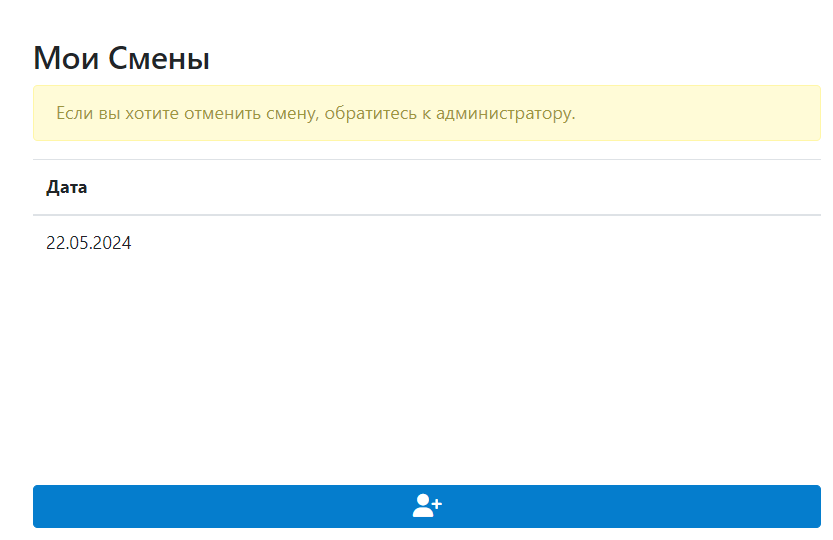 Мои Смены
Если вы хотите отменить смену, обратитесь к администратору.
Дата
22.05.2024